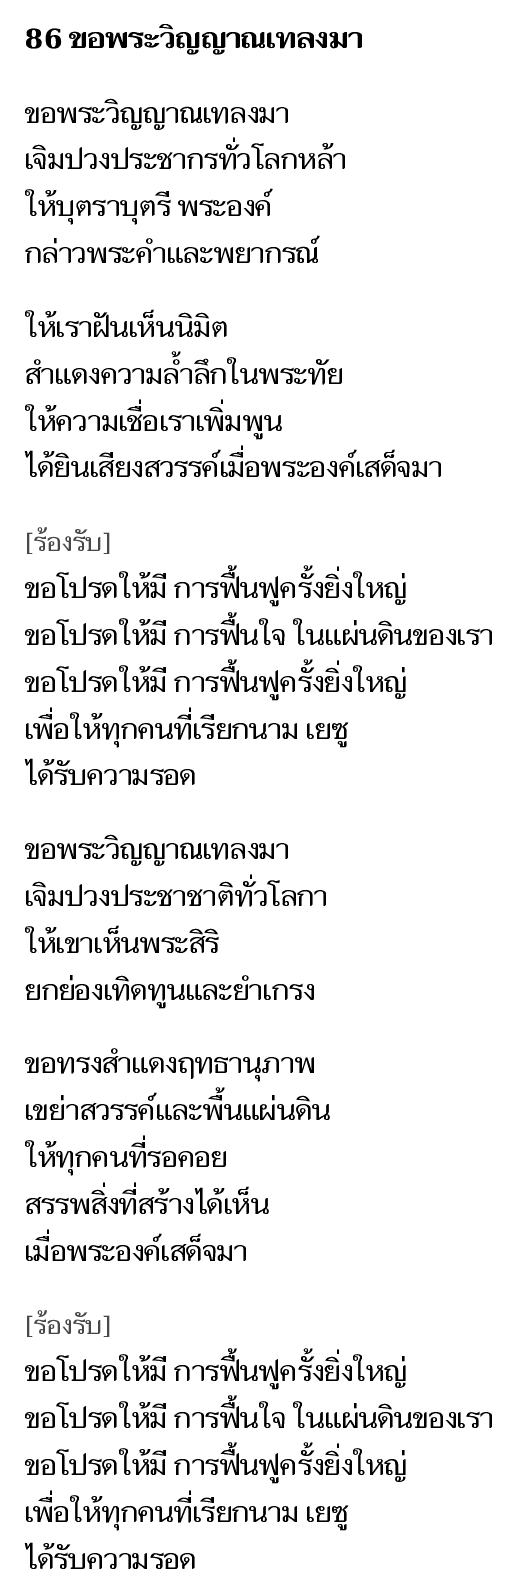 86 ขอพระวิญญาณเทลงมา
ขอพระวิญญาณเทลงมา
เจิมปวงประชากรทั่วโลกหล้า
ให้บุตราบุตรี พระองค์
กล่าวพระคำและพยากรณ์
ให้เราฝันเห็นนิมิต
สำแดงความล้ำลึกในพระทัย
ให้ความเชื่อเราเพิ่มพูน
ได้ยินเสียงสวรรค์เมื่อพระองค์เสด็จมา
[ร้องรับ]
ขอโปรดให้มี การฟื้นฟูครั้งยิ่งใหญ่
ขอโปรดให้มี การฟื้นใจ ในแผ่นดินของเรา
ขอโปรดให้มี การฟื้นฟูครั้งยิ่งใหญ่
เพื่อให้ทุกคนที่เรียกนาม เยซู
ได้รับความรอด
ขอพระวิญญาณเทลงมา
เจิมปวงประชาชาติทั่วโลกา
ให้เขาเห็นพระสิริ
ยกย่องเทิดทูนและยำเกรง
ขอทรงสำแดงฤทธานุภาพ
เขย่าสวรรค์และพื้นแผ่นดิน
ให้ทุกคนที่รอคอย
สรรพสิ่งที่สร้างได้เห็น
เมื่อพระองค์เสด็จมา
[ร้องรับ]
ขอโปรดให้มี การฟื้นฟูครั้งยิ่งใหญ่
ขอโปรดให้มี การฟื้นใจ ในแผ่นดินของเรา
ขอโปรดให้มี การฟื้นฟูครั้งยิ่งใหญ่
เพื่อให้ทุกคนที่เรียกนาม เยซู
ได้รับความรอด